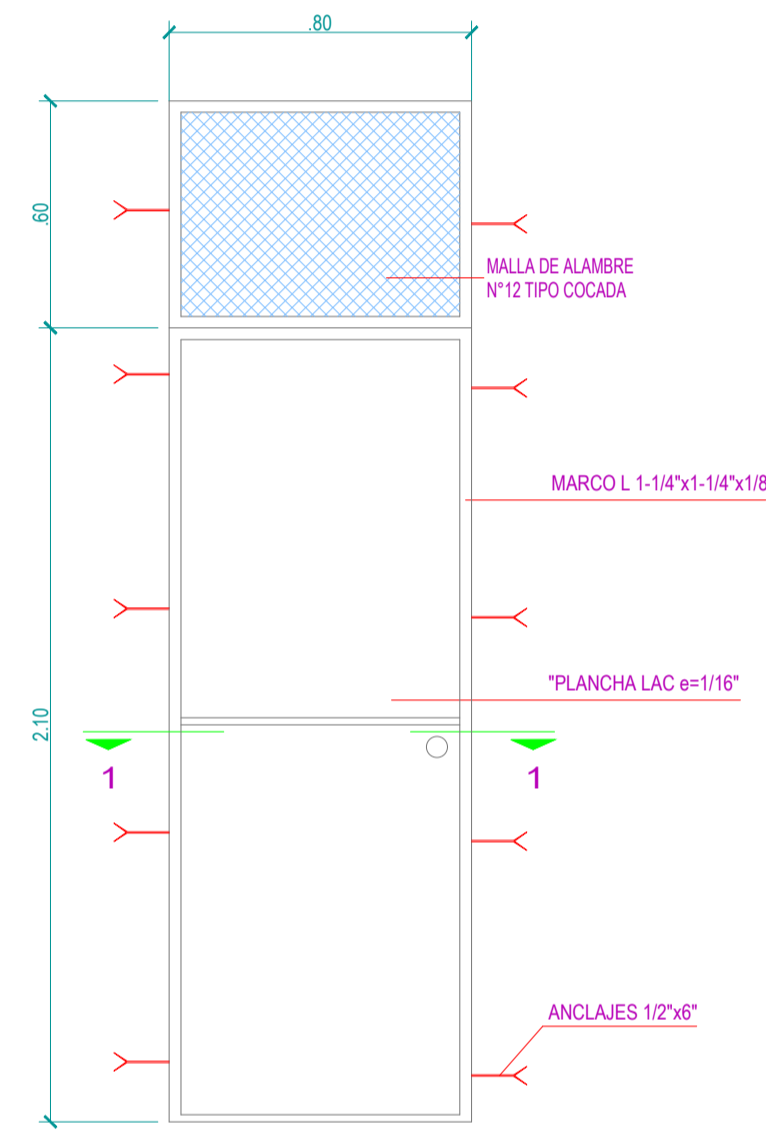 .80
.60
MALLA DE ALAMBRE
N°12 TIPO COCADA
MARCO L 1-1/4"x1-1/4"x1/8
"PLANCHA LAC e=1/16"
2.10
1
1
ANCLAJES 1/2"x6"